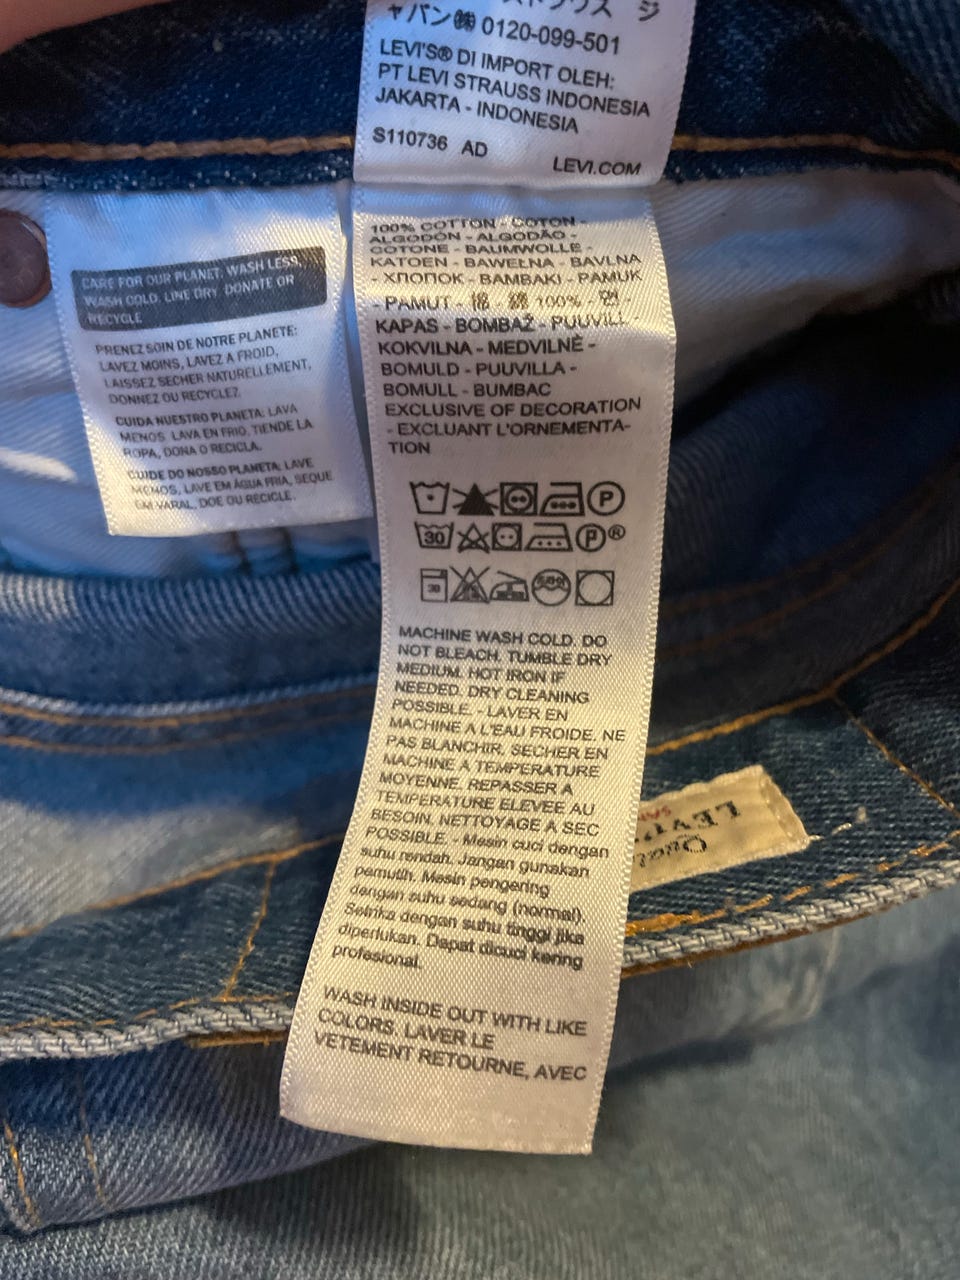 ャパン㈱ 0120-099-501
LEVI'S® DI IMPORT OLEH:
PT LEVI STRAUSS INDONESIA
JAKARTA - INDONESIA
S110736 AD
LEVI.COM
CARE FOR OUR PLANET: WASH LESS,
WASH COLD, LINE DRY, DONATE OR
RECYCLE
PRENEZ SOIN DE NOTRE PLANETE:
LAVEZ MOINS, LAVEZ A FROID,
LAISSEZ SECHER NATURELLEMENT,
DONNEZ OU RECYCLEZ.
CUIDA NUESTRO PLANETA: LAVA
MENOS, LAVA EN FRIO, TIENDE LA
ROPA, DONA O RECICLA.
CUIDE DO NOSSO PLANETA: LAVE
MENOS, LAVE EM ÁGUA FRIA, SEQUE
EM VARAL, DOE OU RECICLE.
100% COTTON - COTON -
ALGODÓN - ALGODÃO -
COTONE - BAUMWOLLE -
KATOEN - BAWEŁNA - BAVLNA
- ХЛОПОК - BAMBAKI - PAMUK
- PAMUT - 棉 100% - 면 -
KAPAS - BOMBAŽ - PUUVILL -
KOKVILNA - MEDVILNĖ -
BOMULD - PUUVILLA -
BOMULL - BUMBAC
EXCLUSIVE OF DECORATION
- EXCLUANT L'ORNEMENTA-
TION
P
30 P ®
30
MACHINE WASH COLD. DO
NOT BLEACH. TUMBLE DRY
MEDIUM. HOT IRON IF
NEEDED. DRY CLEANING
POSSIBLE. - LAVER EN
MACHINE A L'EAU FROIDE. NE
PAS BLANCHIR. SECHER EN
MACHINE A TEMPERATURE
MOYENNE. REPASSER A
TEMPERATURE ELEVEE AU
BESOIN. NETTOYAGE A SEC
POSSIBLE. - Mesin cuci dengan
suhu rendah. Jangan gunakan
pemutih. Mesin pengering
dengan suhu sedang (normal).
Setrika dengan suhu tinggi jika
diperlukan. Dapat dicuci kering
profesional.
WASH INSIDE OUT WITH LIKE
COLORS. LAVER LE
VETEMENT RETOURNE, AVEC
LEVI'S